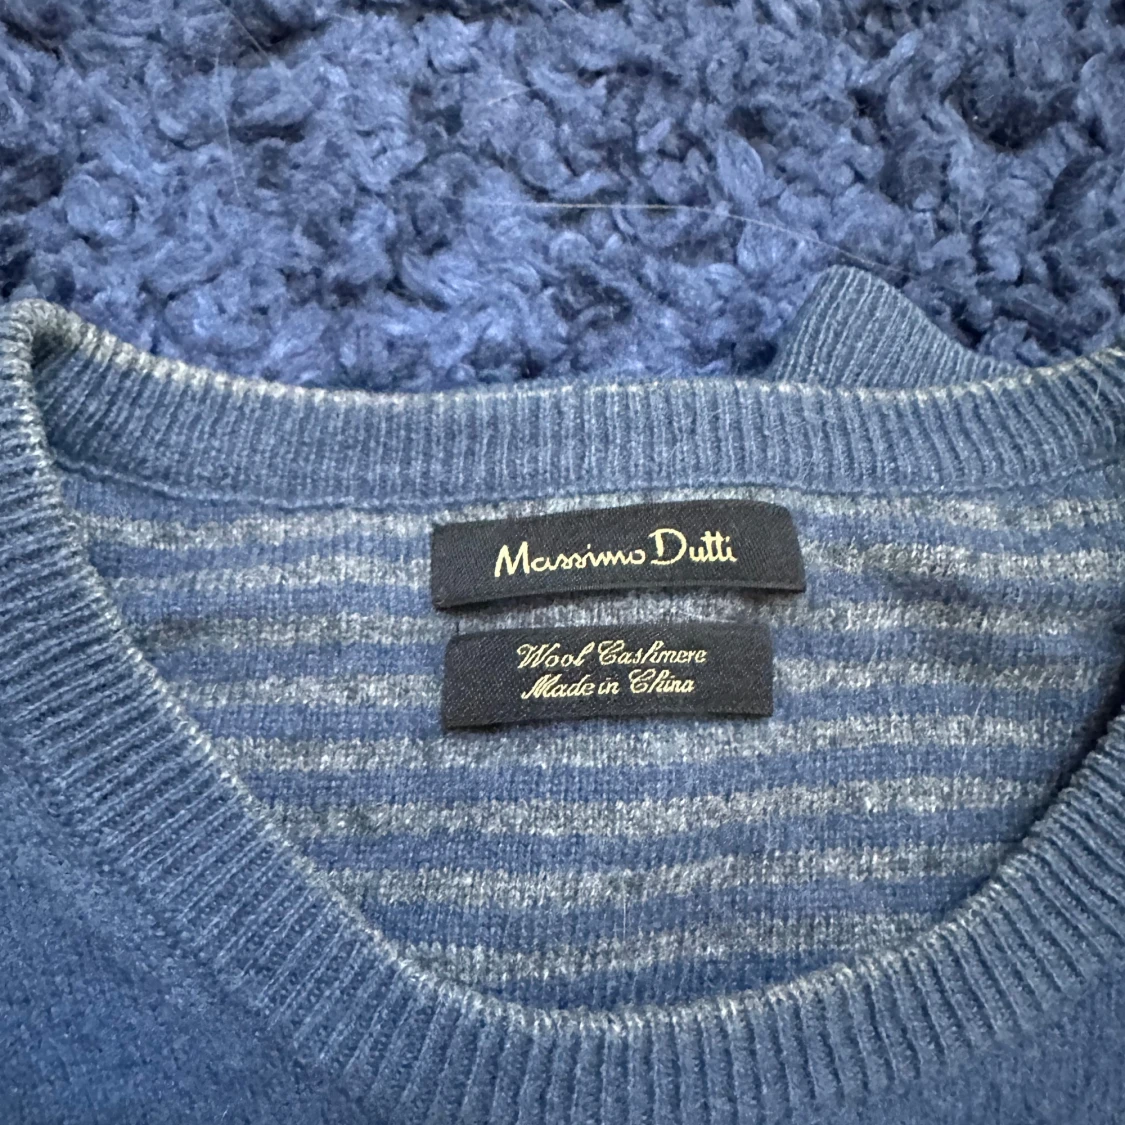 Massimo Dutti
Wool Cashmere
Made in China